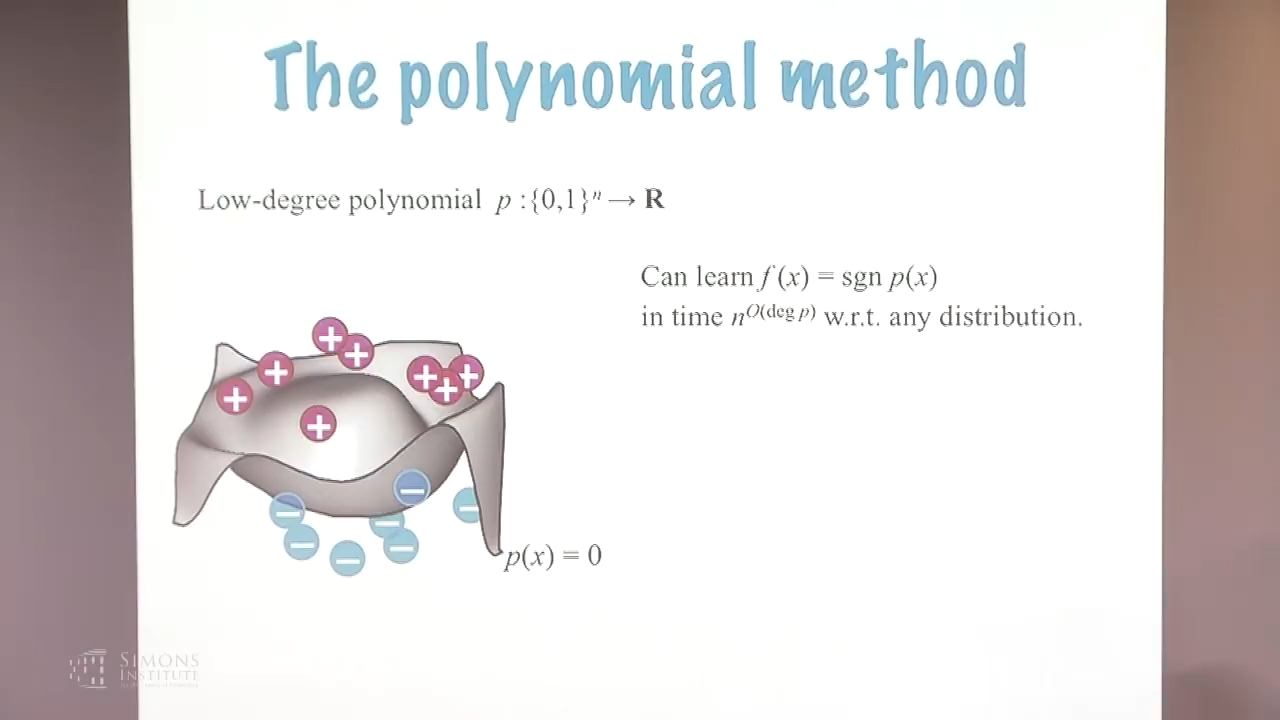 The polynomial method
Low-degree polynomial p :{0,1}ⁿ → R
Can learn f (x) = sgn p(x)
in time n^O(deg p) w.r.t. any distribution.
p(x) = 0
SIMONS
INSTITUTE